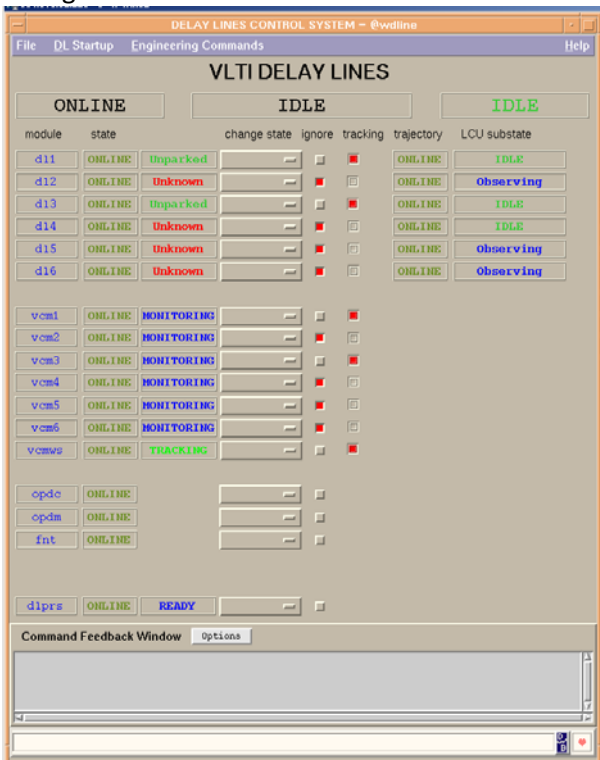 DELAY LINES CONTROL SYSTEM - @wdline
File DL Startup Engineering Commands Help
VLTI DELAY LINES
ONLINE IDLE IDLE
module state change state ignore tracking trajectory LCU substate
dl1 ONLINE Unparked ONLINE IDLE
dl2 ONLINE Unknown ONLINE Observing
dl3 ONLINE Unparked ONLINE IDLE
dl4 ONLINE Unknown ONLINE IDLE
dl5 ONLINE Unknown ONLINE Observing
dl6 ONLINE Unknown ONLINE Observing
vcm1 ONLINE MONITORING
vcm2 ONLINE MONITORING
vcm3 ONLINE MONITORING
vcm4 ONLINE MONITORING
vcm5 ONLINE MONITORING
vcm6 ONLINE MONITORING
vcmws ONLINE TRACKING
opdc ONLINE
opdm ONLINE
fnt ONLINE
dlprs ONLINE READY
Command Feedback Window Options